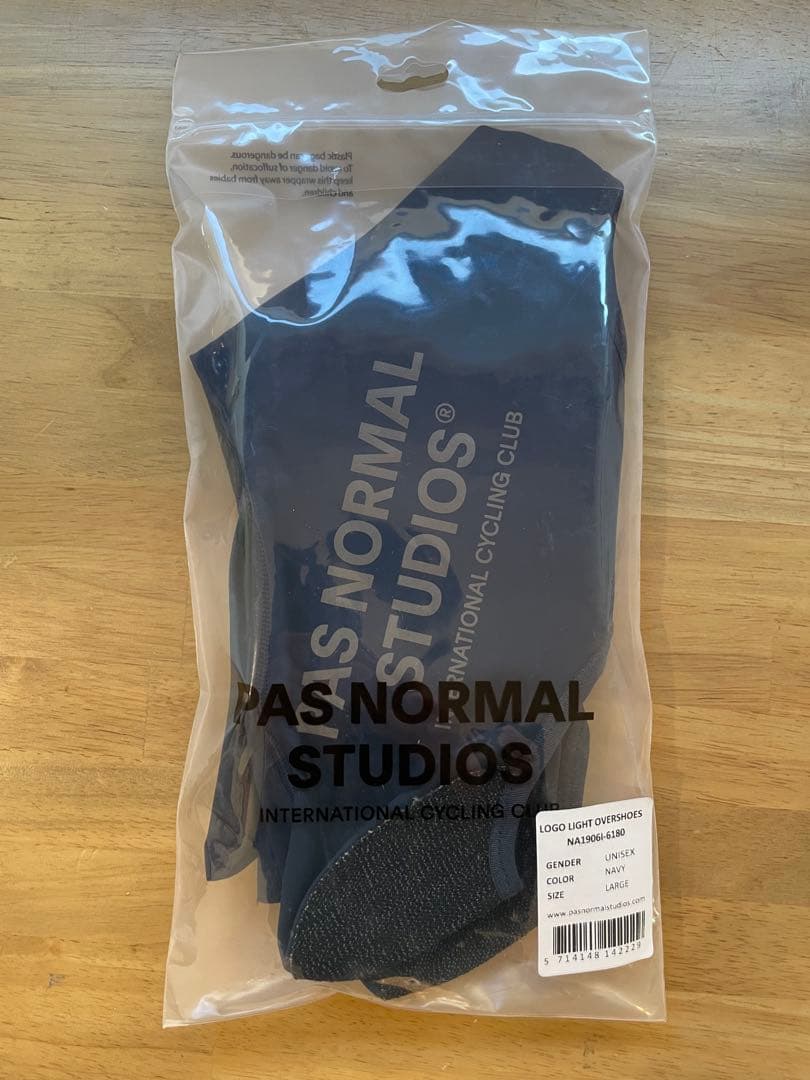 Plastic bags can be dangerous.
To avoid danger of suffocation,
keep this wrapper away from babies
and children.
PAS NORMAL
STUDIOS®
INTERNATIONAL CYCLING CLUB
PAS NORMAL
STUDIOS
INTERNATIONAL CYCLING CLUB
LOGO LIGHT OVERSHOES
NA1906I-6180
GENDER UNISEX
COLOR NAVY
SIZE LARGE
www.pasnormalstudios.com
5 714148 142229